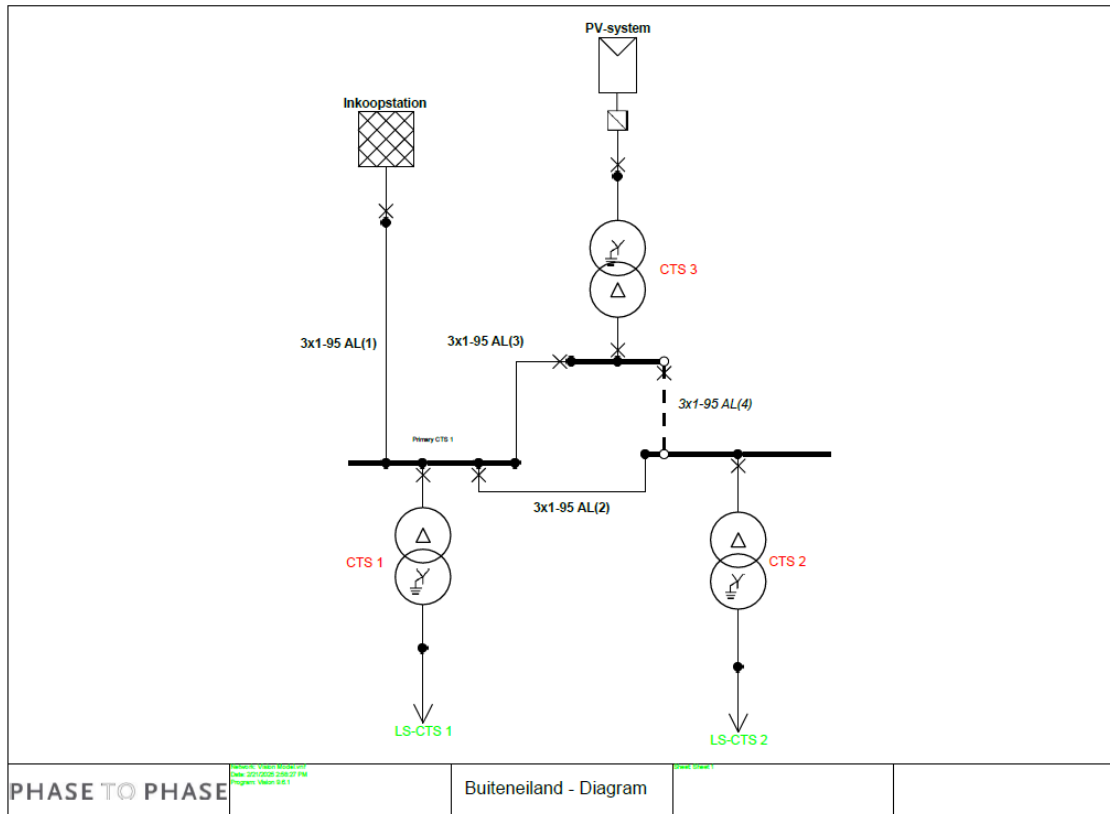 PV-system
Inkoopstation
CTS 3
3x1-95 AL(1)
3x1-95 AL(3)
3x1-95 AL(4)
Primary CTS 1
3x1-95 AL(2)
CTS 1
CTS 2
LS-CTS 1
LS-CTS 2
PHASE TO PHASE
Buiteneiland - Diagram